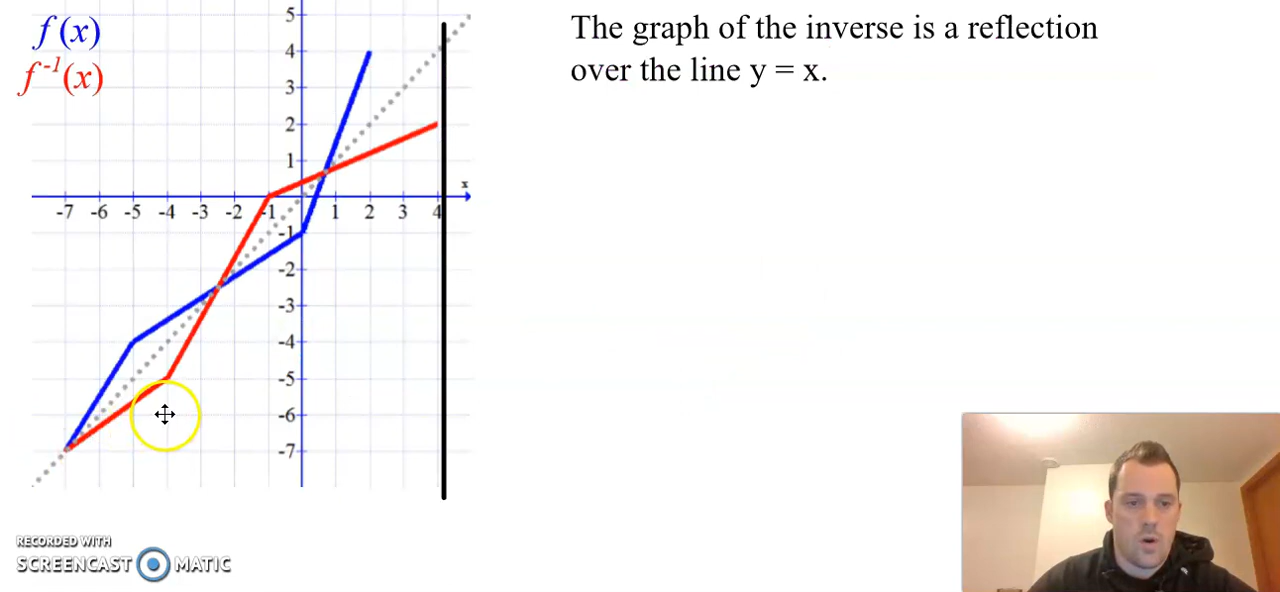 f(x)
f⁻¹(x)
The graph of the inverse is a reflection
over the line y = x.
5
4
3
2
1
x
-7 -6 -5 -4 -3 -2 -1 1 2 3 4
-1
-2
-3
-4
-5
-6
-7
RECORDED WITH
SCREENCAST MATIC